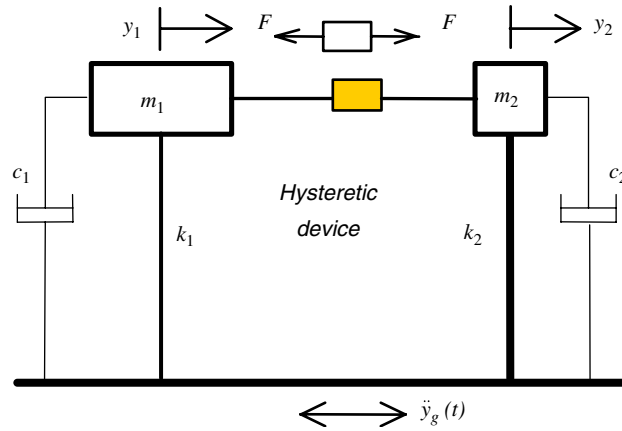 y₁ F F y₂
m₁ m₂
c₁ c₂
Hysteretic
device
k₁ k₂
ÿg (t)